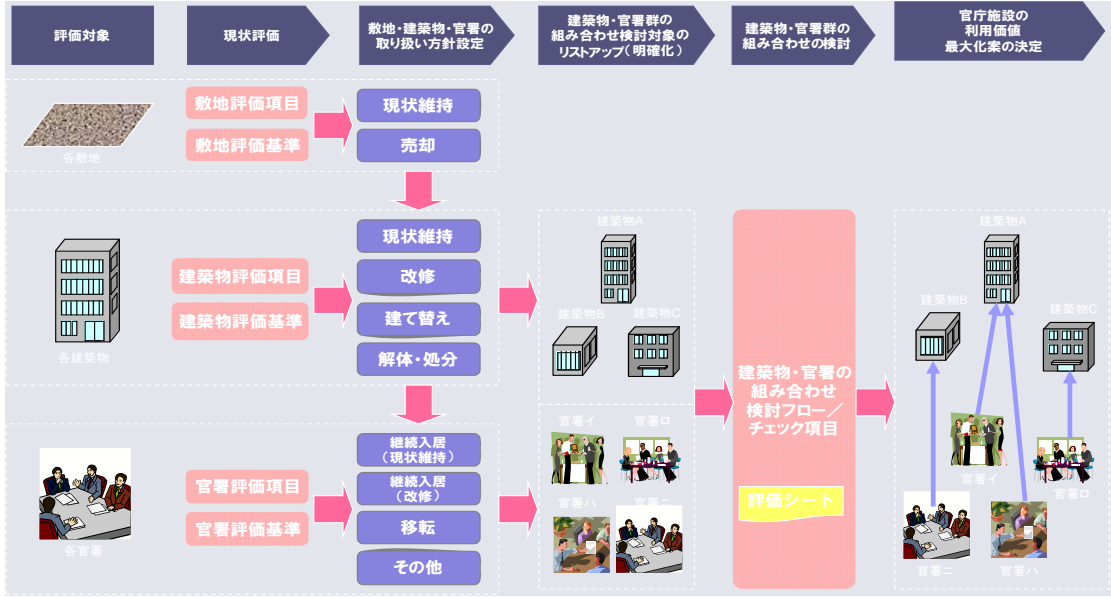 評価対象
現状評価
敷地・建築物・官署の
取り扱い方針設定
建築物・官署群の
組み合わせ検討対象の
リストアップ（明確化）
建築物・官署群の
組み合わせの検討
官庁施設の
利用価値
最大化案の決定
各敷地
敷地評価項目
敷地評価基準
現状維持
売却
各建築物
建築物評価項目
建築物評価基準
現状維持
改修
建て替え
解体・処分
各官署
官署評価項目
官署評価基準
継続入居
（現状維持）
継続入居
（改修）
移転
その他
建築物A
建築物B
建築物C
官署イ
官署ロ
官署ハ
官署ニ
建築物・官署の
組み合わせ
検討フロー／
チェック項目
評価シート
建築物A
建築物B
建築物C
官署イ
官署ロ
官署ニ
官署ハ